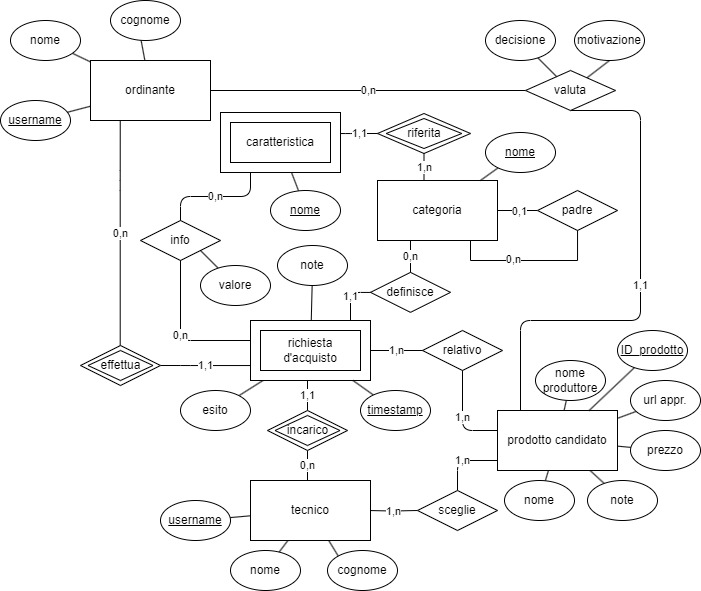 cognome
nome
decisione
motivazione
ordinante
0,n
valuta
username
caratteristica
1,1
riferita
nome
1,n
0,n
nome
categoria
0,1
padre
0,n
info
0,n
0,n
note
valore
definisce
1,1
1,1
0,n
richiesta
d'acquisto
1,n
relativo
ID_prodotto
effettua
1,1
nome
produttore
url appr.
1,1
esito
timestamp
1,n
incarico
prodotto candidato
prezzo
0,n
1,n
username
tecnico
1,n
sceglie
nome
note
nome
cognome